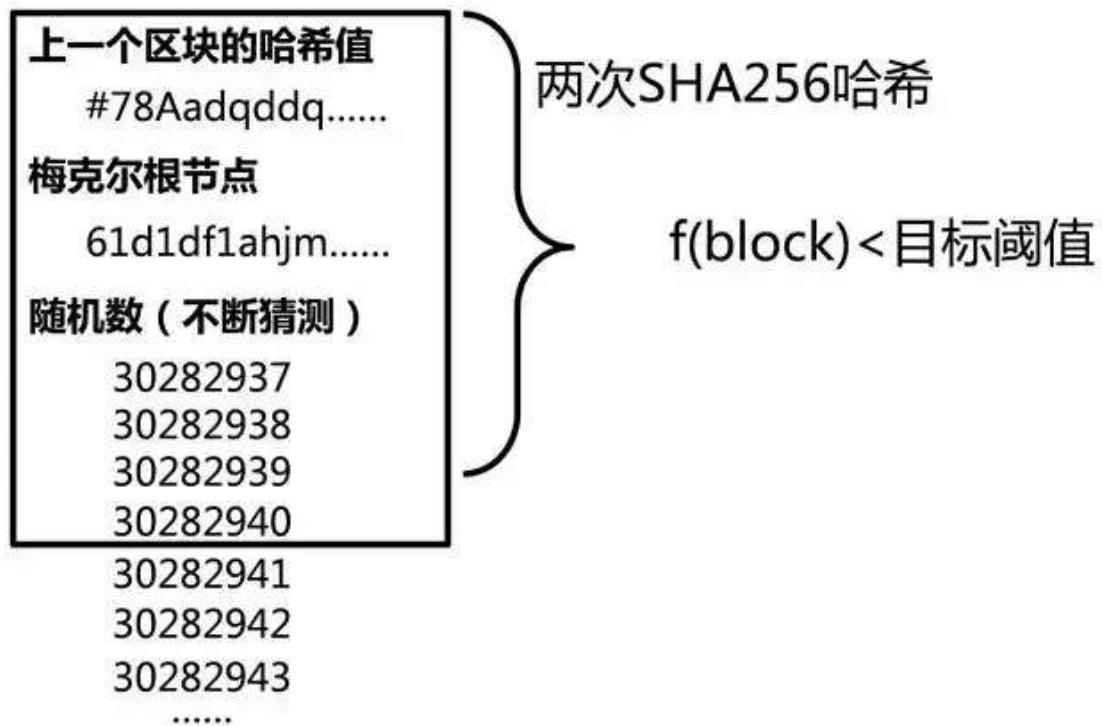 上一个区块的哈希值
#78Aadqddq......
梅克尔根节点
61d1df1ahjm......
随机数（不断猜测）
30282937
30282938
30282939
30282940
30282941
30282942
30282943
......
两次SHA256哈希
f(block)<目标阈值